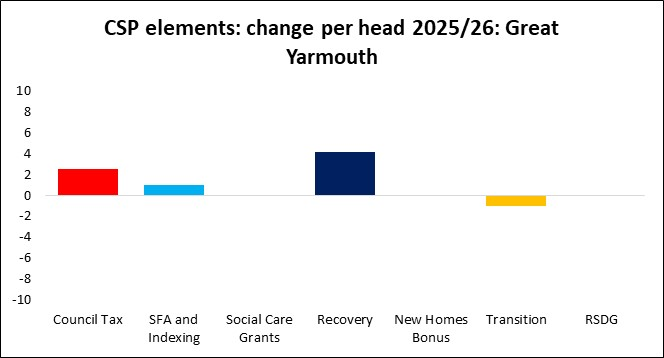 CSP elements: change per head 2025/26: Great
Yarmouth
10
8
6
4
2
0
-2
-4
-6
-8
-10
Council Tax
SFA and
Indexing
Social Care
Grants
Recovery
New Homes
Bonus
Transition
RSDG